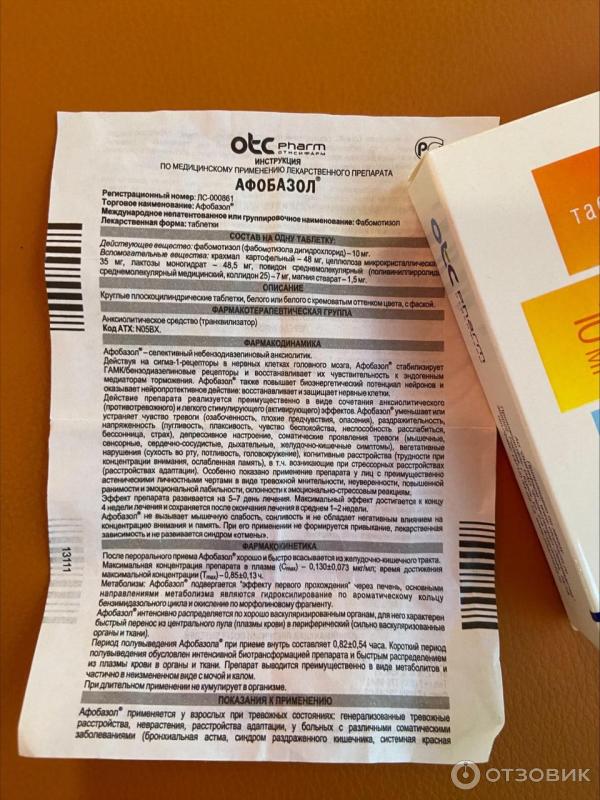 otc pharm
отисифарм
РС
ИНСТРУКЦИЯ
ПО МЕДИЦИНСКОМУ ПРИМЕНЕНИЮ ЛЕКАРСТВЕННОГО ПРЕПАРАТА
АФОБАЗОЛ®
Регистрационный номер: ЛС-000861
Торговое наименование: Афобазол®
Международное непатентованное или группировочное наименование: Фабомотизол
Лекарственная форма: таблетки
СОСТАВ НА ОДНУ ТАБЛЕТКУ:
Действующее вещество: фабомотизол (фабомотизола дигидрохлорид) – 10 мг.
Вспомогательные вещества: крахмал картофельный – 48 мг, целлюлоза микрокристаллическая
35 мг, лактозы моногидрат – 48,5 мг, повидон среднемолекулярный (поливинилпирролидон
среднемолекулярный медицинский, коллидон 25) – 7 мг, магния стеарат – 1,5 мг.
ОПИСАНИЕ
Круглые плоскоцилиндрические таблетки, белого или белого с кремоватым оттенком цвета, с фаской.
ФАРМАКОТЕРАПЕВТИЧЕСКАЯ ГРУППА
Анксиолитическое средство (транквилизатор)
Код АТХ: N05BX.
ФАРМАКОДИНАМИКА
Афобазол® – селективный небензодиазепиновый анксиолитик.
Действуя на сигма-1-рецепторы в нервных клетках головного мозга, Афобазол® стабилизирует
ГАМК/бензодиазепиновые рецепторы и восстанавливает их чувствительность к эндогенным
медиаторам торможения. Афобазол® также повышает биоэнергетический потенциал нейронов и
оказывает нейропротективное действие: восстанавливает и защищает нервные клетки.
Действие препарата реализуется преимущественно в виде сочетания анксиолитического
(противотревожного) и легкого стимулирующего (активирующего) эффектов. Афобазол® уменьшает или
устраняет чувство тревоги (озабоченность, плохие предчувствия, опасения), раздражительность,
напряженность (пугливость, плаксивость, чувство беспокойства, неспособность расслабиться,
бессонница, страх), депрессивное настроение, соматические проявления тревоги (мышечные,
сенсорные, сердечно-сосудистые, дыхательные, желудочно-кишечные симптомы), вегетативные
нарушения (сухость во рту, потливость, головокружение), когнитивные расстройства (трудности при
концентрации внимания, ослабленная память), в т.ч. возникающие при стрессорных расстройствах
(расстройствах адаптации). Особенно показано применение препарата у лиц с преимущественно
астеническими личностными чертами в виде тревожной мнительности, неуверенности, повышенной
ранимости и эмоциональной лабильности, склонности к эмоционально-стрессовым реакциям.
Эффект препарата развивается на 5–7 день лечения. Максимальный эффект достигается к концу
4 недели лечения и сохраняется после окончания лечения в среднем 1–2 недель.
Афобазол® не вызывает мышечную слабость, сонливость и не обладает негативным влиянием на
концентрацию внимания и память. При его применении не формируется привыкание, лекарственная
зависимость и не развивается синдром «отмены».
ФАРМАКОКИНЕТИКА
После перорального приема Афобазол® хорошо и быстро всасывается из желудочно-кишечного тракта.
Максимальная концентрация препарата в плазме (Cmax) – 0,130±0,073 мкг/мл; время достижения
максимальной концентрации (Tmax) – 0,85±0,13 ч.
Метаболизм: Афобазол® подвергается "эффекту первого прохождения" через печень, основными
направлениями метаболизма являются гидроксилирование по ароматическому кольцу
бензимидазольного цикла и окисление по морфолиновому фрагменту.
Афобазол® интенсивно распределяется по хорошо васкуляризированным органам, для него характерен
быстрый перенос из центрального пула (плазмы крови) в периферический (сильно васкуляризованные
органы и ткани).
Период полувыведения Афобазола® при приеме внутрь составляет 0,82±0,54 часа. Короткий период
полувыведения обусловлен интенсивной биотрансформацией препарата и быстрым распределением
из плазмы крови в органы и ткани. Препарат выводится преимущественно в виде метаболитов и
частично в неизмененном виде с мочой и калом.
При длительном применении не кумулирует в организме.
ПОКАЗАНИЯ К ПРИМЕНЕНИЮ
Афобазол® применяется у взрослых при тревожных состояниях: генерализованные тревожные
расстройства, неврастения, расстройства адаптации, у больных с различными соматическими
заболеваниями (бронхиальная астма, синдром раздраженного кишечника, системная красная
13111
otc pharm
таб
10
мг
ОТЗОВИК